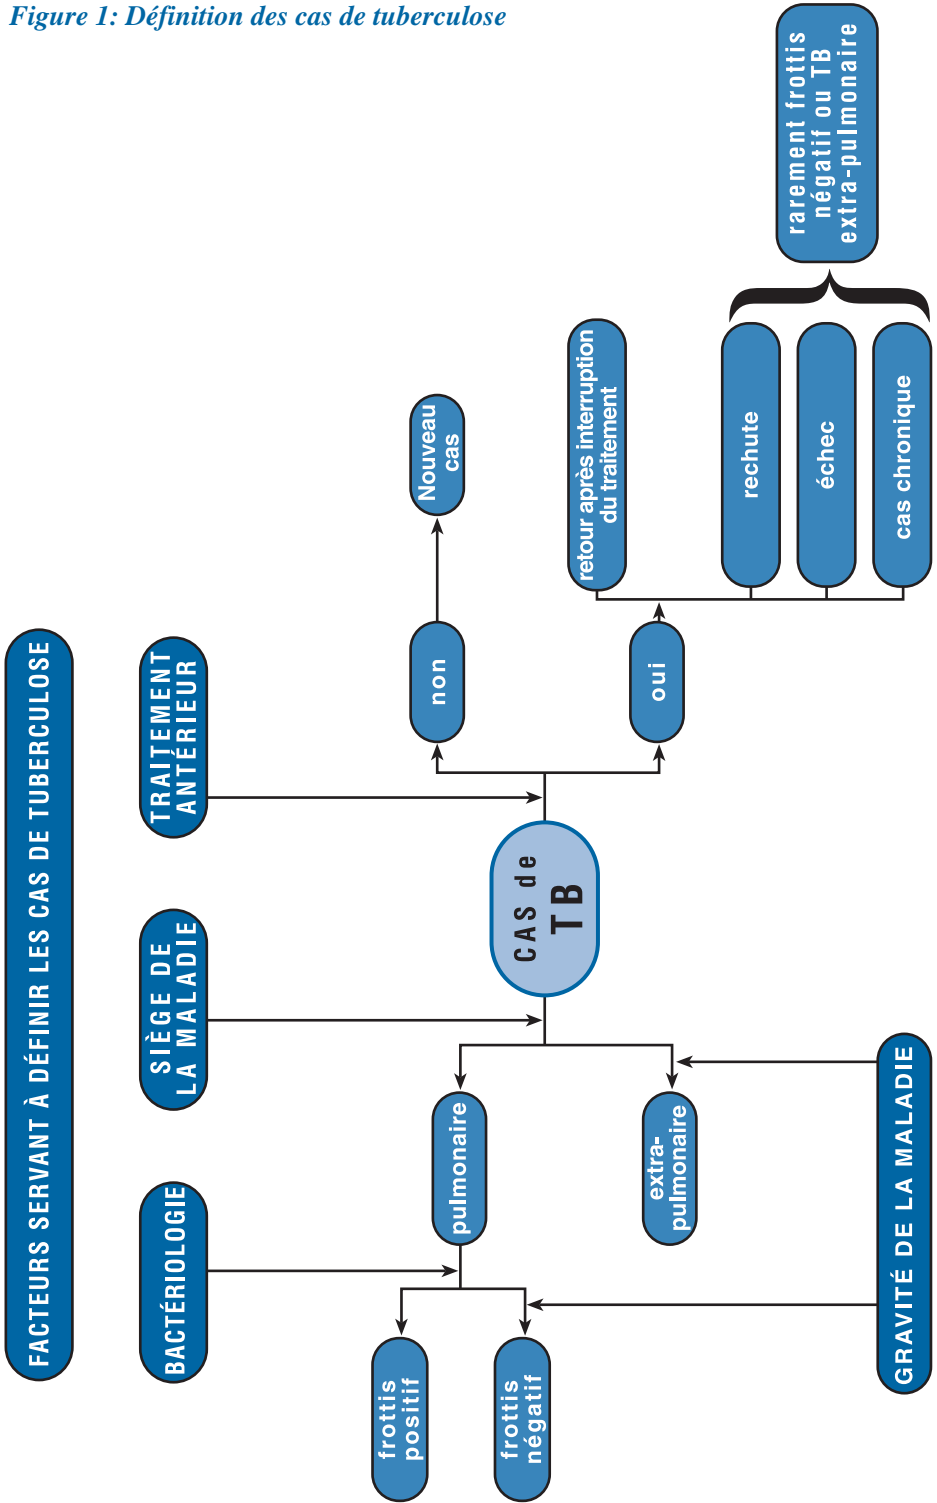 Figure 1: Définition des cas de tuberculose
FACTEURS SERVANT À DÉFINIR LES CAS DE TUBERCULOSE
BACTÉRIOLOGIE
SIÈGE DE
LA MALADIE
TRAITEMENT
ANTÉRIEUR
frottis
positif
frottis
négatif
pulmonaire
extra-
pulmonaire
CAS de
TB
non
oui
Nouveau
cas
retour après interruption
du traitement
rechute
échec
cas chronique
rarement frottis
négatif ou TB
extra-pulmonaire
GRAVITÉ DE LA MALADIE